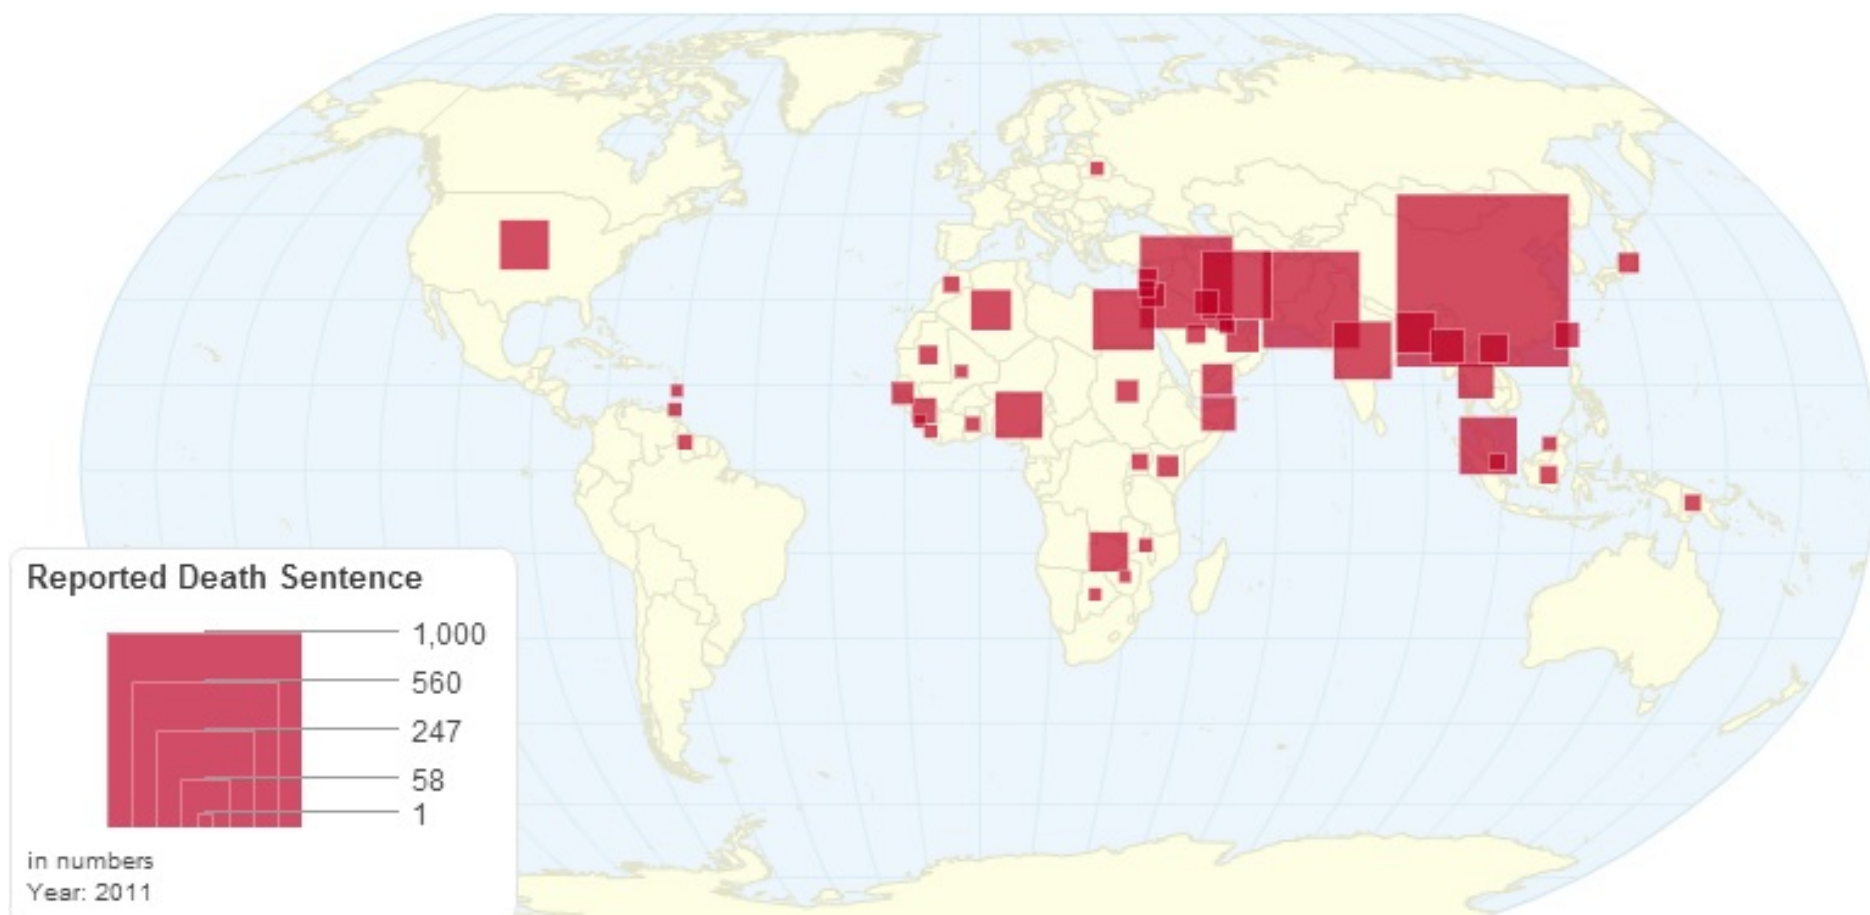 Reported Death Sentence
1,000
560
247
58
1
in numbers
Year: 2011